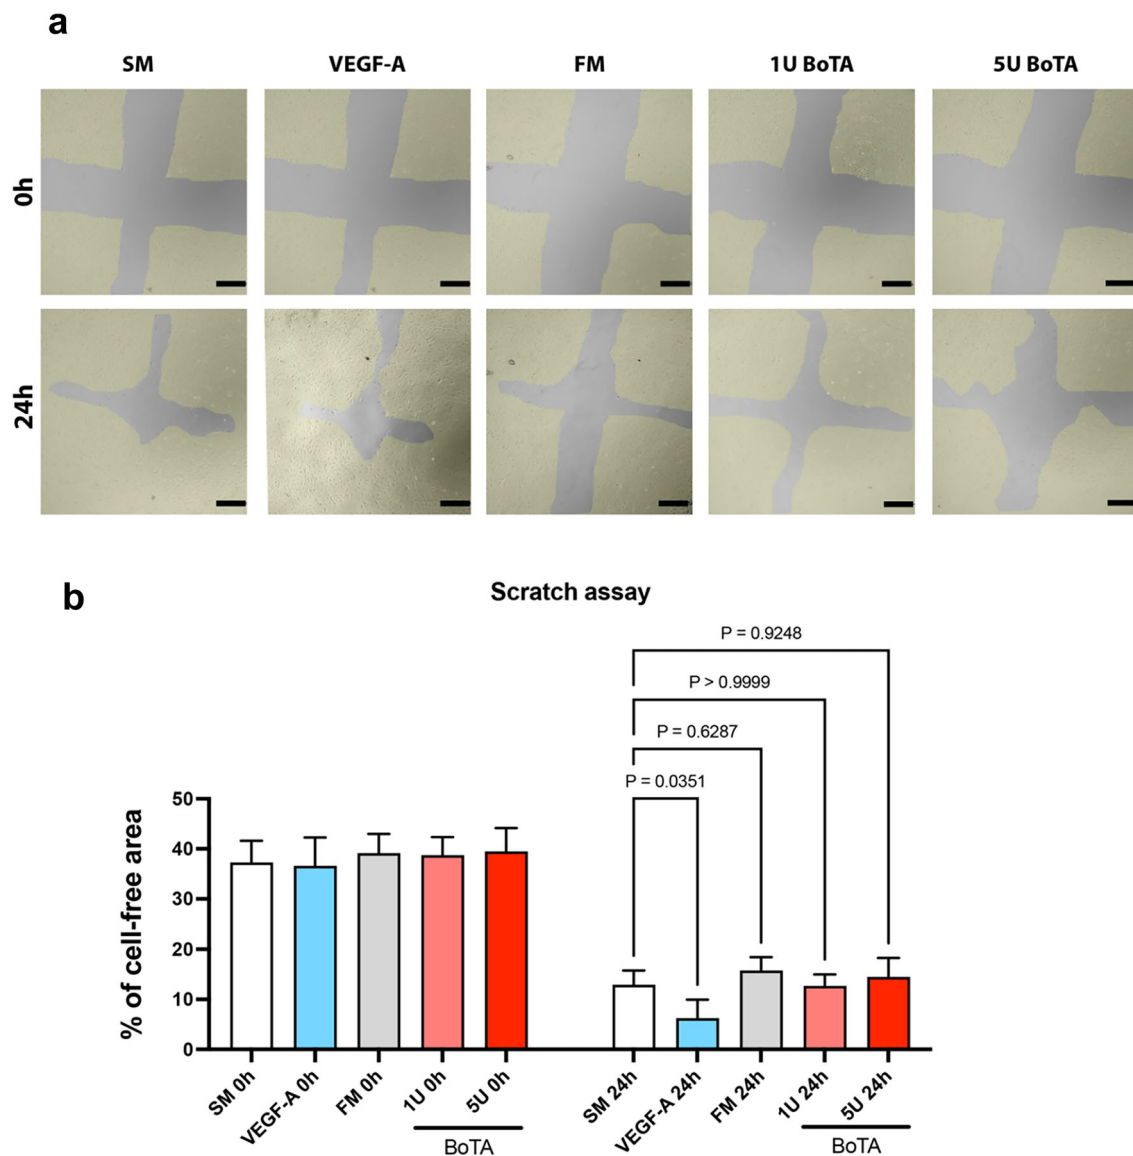 a
SM VEGF-A FM 1U BoTA 5U BoTA
0h
24h
b
Scratch assay
P = 0.9248
P > 0.9999
P = 0.6287
P = 0.0351
% of cell-free area
50
40
30
20
10
0
SM 0h VEGF-A 0h FM 0h 1U 0h 5U 0h SM 24h VEGF-A 24h FM 24h 1U 24h 5U 24h
BoTA BoTA